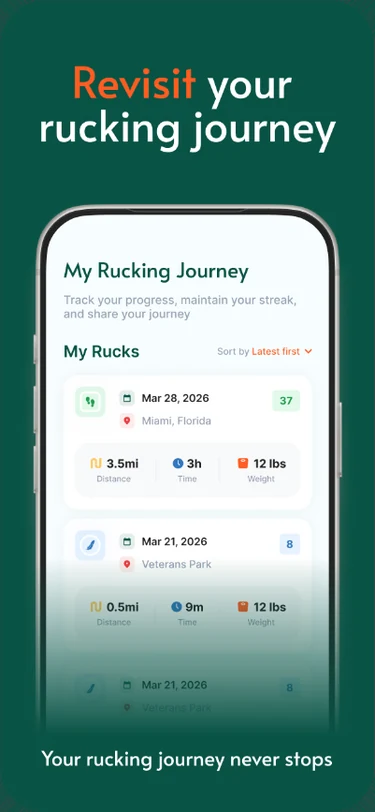 Revisit your
rucking journey
My Rucking Journey
Track your progress, maintain your streak,
and share your journey
My Rucks
Sort by Latest first
Mar 28, 2026
37
Miami, Florida
3.5mi
3h
12 lbs
Distance
Time
Weight
Mar 21, 2026
8
Veterans Park
0.5mi
9m
12 lbs
Distance
Time
Weight
Mar 21, 2026
8
Veterans Park
Your rucking journey never stops